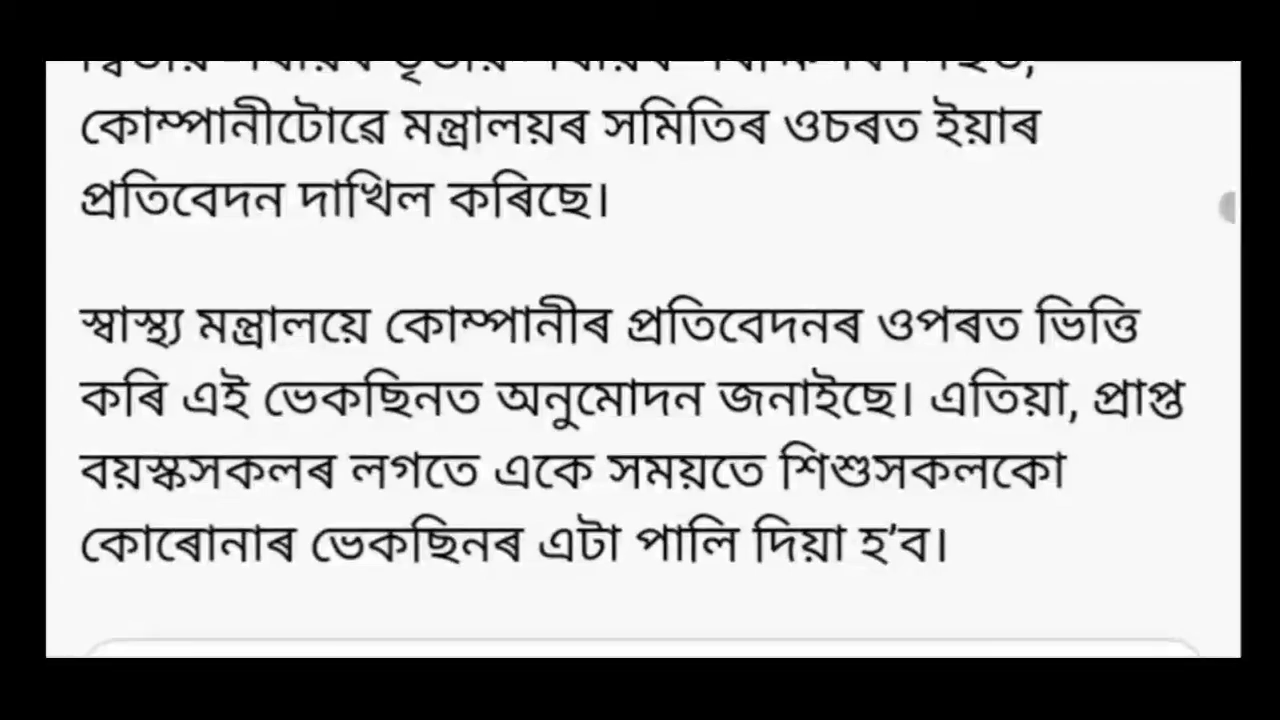 কোম্পানীটোৱে মন্ত্ৰালয়ৰ সমিতিৰ ওচৰত ইয়াৰ
প্ৰতিবেদন দাখিল কৰিছে।
স্বাস্থ্য মন্ত্ৰালয়ে কোম্পানীৰ প্ৰতিবেদনৰ ওপৰত ভিত্তি
কৰি এই ভেকছিনত অনুমোদন জনাইছে। এতিয়া, প্ৰাপ্ত
বয়স্কসকলৰ লগতে একে সময়তে শিশুসকলকো
কোৰোনাৰ ভেকছিনৰ এটা পালি দিয়া হ’ব।